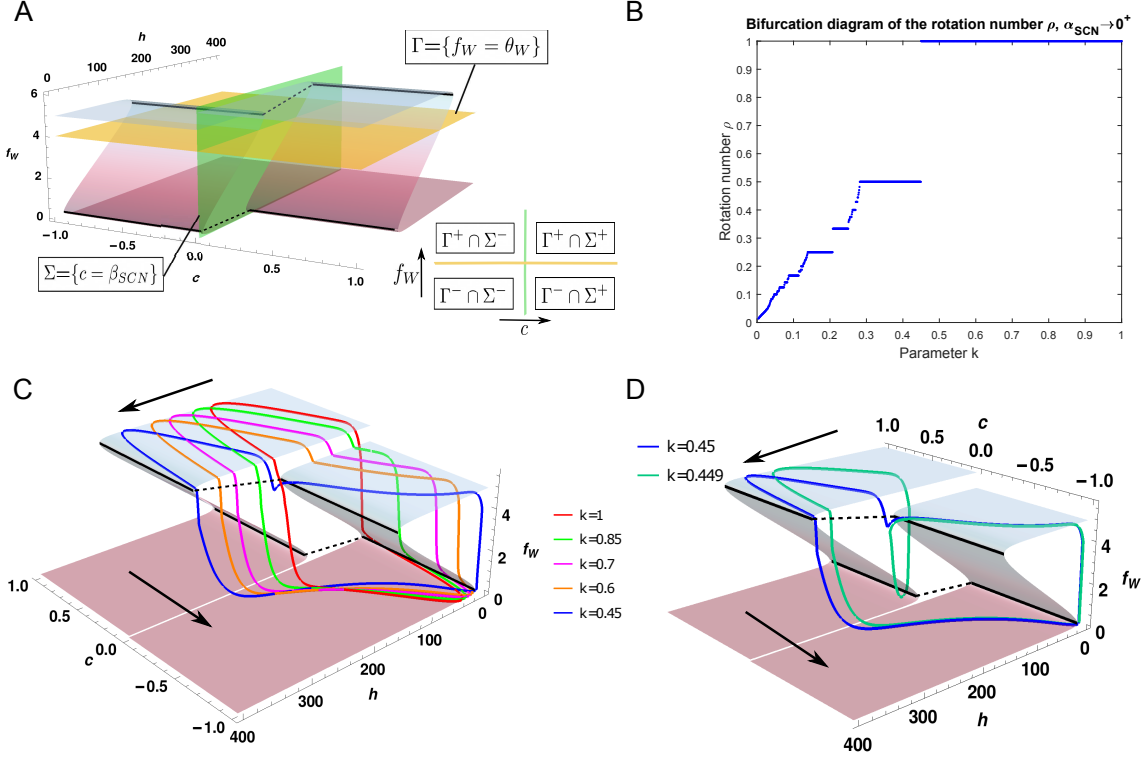 A
h
0
100
200
300
400
6
4
2
0
f_W
−1.0
−0.5
0.0
0.5
1.0
c
Γ={f_W = θ_W}
Σ={c = β_SCN}
Γ⁺ ∩ Σ⁻
Γ⁺ ∩ Σ⁺
Γ⁻ ∩ Σ⁻
Γ⁻ ∩ Σ⁺
f_W
c
B
Bifurcation diagram of the rotation number ρ, α_SCN→0⁺
Rotation number ρ
1
0.9
0.8
0.7
0.6
0.5
0.4
0.3
0.2
0.1
0
0
0.1
0.2
0.3
0.4
0.5
0.6
0.7
0.8
0.9
1
Parameter k
C
1.0
0.5
0.0
−0.5
−1.0
c
400
300
200
100
0
h
0
2
4
f_W
k=1
k=0.85
k=0.7
k=0.6
k=0.45
D
k=0.45
k=0.449
1.0
0.5
0.0
−0.5
−1.0
c
4
2
0
f_W
0
100
200
300
400
h